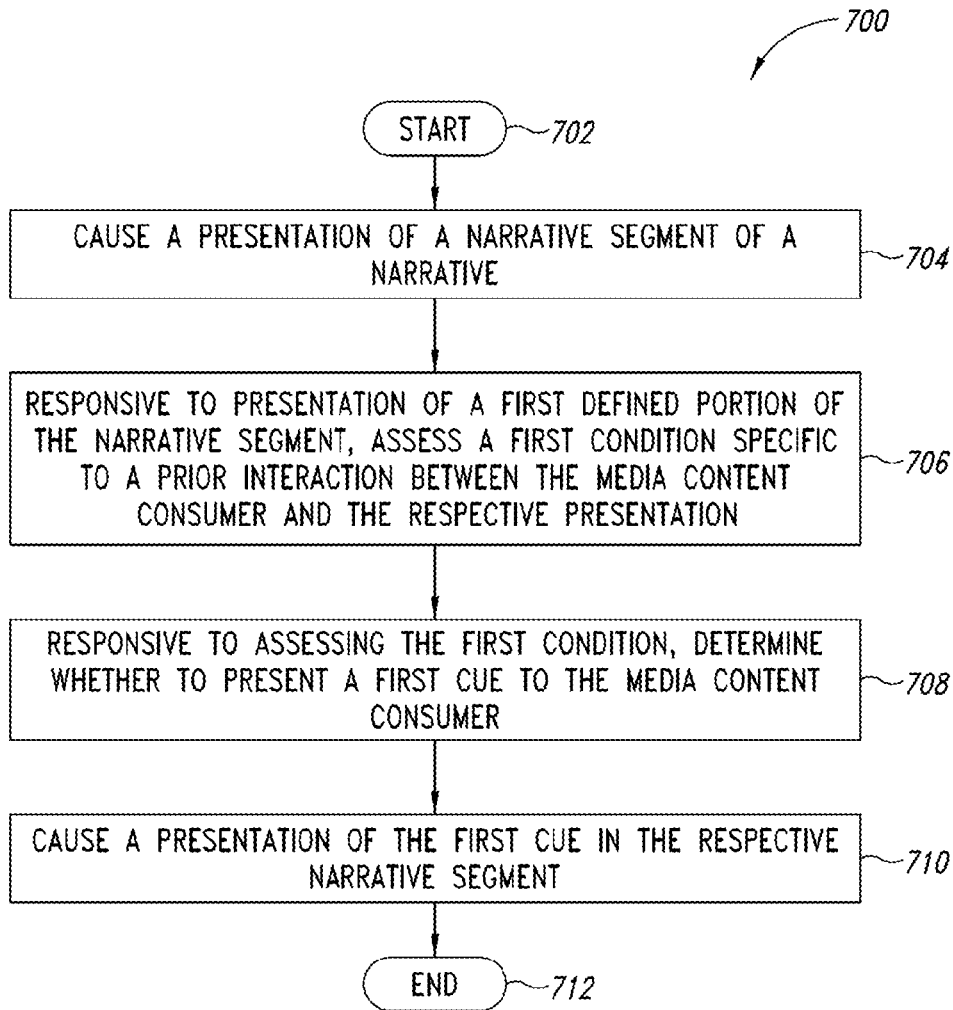 700
START
702
CAUSE A PRESENTATION OF A NARRATIVE SEGMENT OF A
NARRATIVE
704
RESPONSIVE TO PRESENTATION OF A FIRST DEFINED PORTION OF
THE NARRATIVE SEGMENT, ASSESS A FIRST CONDITION SPECIFIC
TO A PRIOR INTERACTION BETWEEN THE MEDIA CONTENT
CONSUMER AND THE RESPECTIVE PRESENTATION
706
RESPONSIVE TO ASSESSING THE FIRST CONDITION, DETERMINE
WHETHER TO PRESENT A FIRST CUE TO THE MEDIA CONTENT
CONSUMER
708
CAUSE A PRESENTATION OF THE FIRST CUE IN THE RESPECTIVE
NARRATIVE SEGMENT
710
END
712